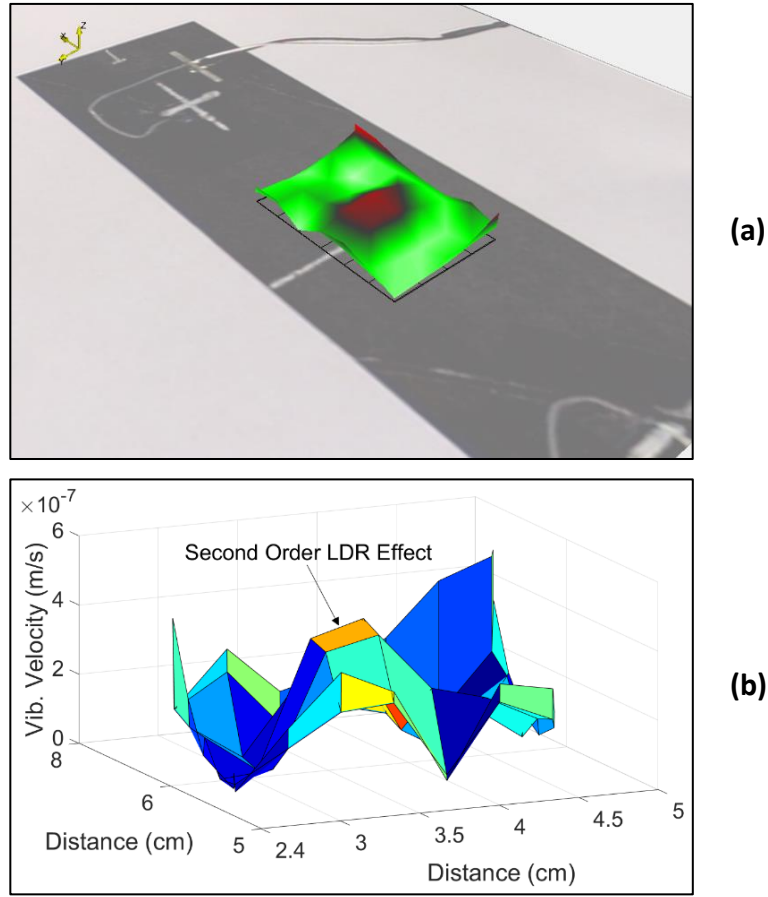 Z
X
Y
(a)
×10⁻⁷
6
4
2
0
Vib. Velocity (m/s)
Second Order LDR Effect
8
6
5
Distance (cm)
2.4
3
3.5
4
4.5
5
Distance (cm)
(b)